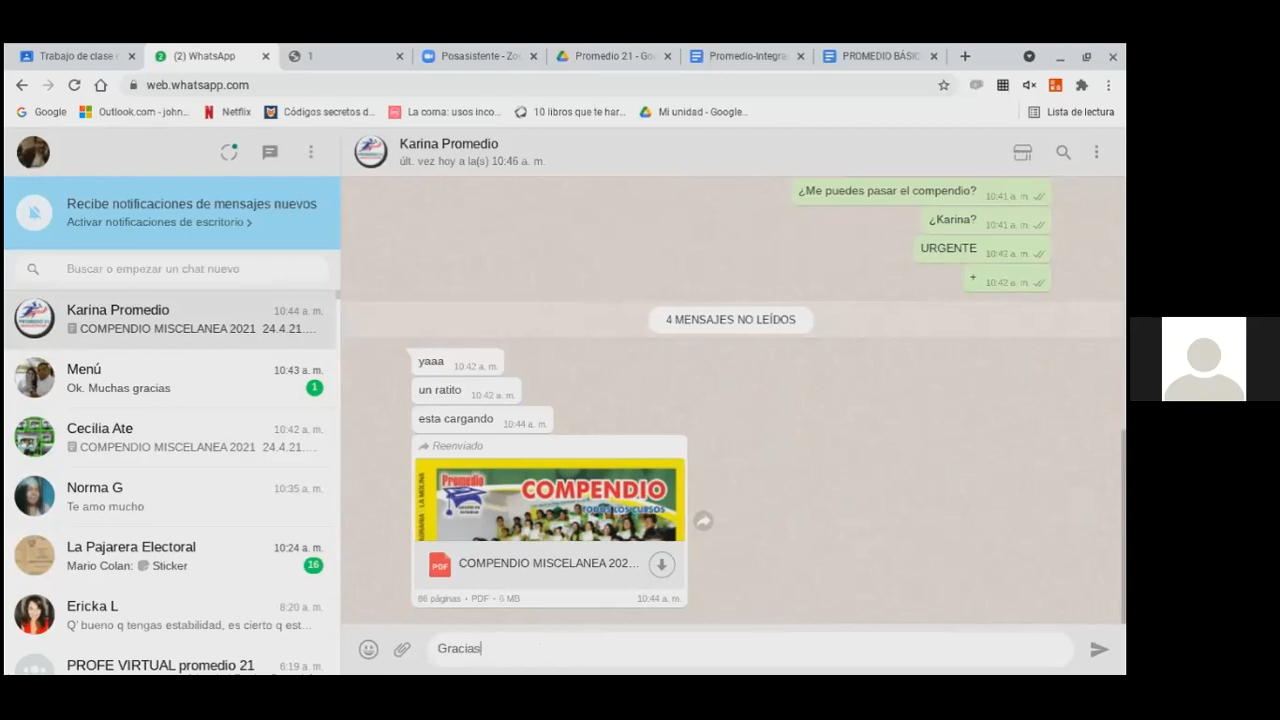 Trabajo de clase
(2) WhatsApp
1
Posasistente - Zo
Promedio 21 - Go
Promedio-Integra
PROMEDIO BÁSIC
web.whatsapp.com
Google
Outlook.com - john...
Netflix
Códigos secretos d...
La coma: usos inco...
10 libros que te har...
Mi unidad - Google...
Lista de lectura
Karina Promedio
últ. vez hoy a la(s) 10:46 a. m.
Recibe notificaciones de mensajes nuevos
Activar notificaciones de escritorio
Buscar o empezar un chat nuevo
Karina Promedio 10:44 a. m.
COMPENDIO MISCELANEA 2021 24.4.21....
Menú 10:43 a. m.
Ok. Muchas gracias 1
Cecilia Ate 10:42 a. m.
COMPENDIO MISCELANEA 2021 24.4.21....
Norma G 10:35 a. m.
Te amo mucho
La Pajarera Electoral 10:24 a. m.
Mario Colan: Sticker 16
Ericka L 8:20 a. m.
Q' bueno q tengas estabilidad, es cierto q est...
PROFE VIRTUAL promedio 21 6:19 a. m.
¿Me puedes pasar el compendio? 10:41 a. m.
¿Karina? 10:41 a. m.
URGENTE 10:42 a. m.
+ 10:42 a. m.
4 MENSAJES NO LEÍDOS
yaaa 10:42 a. m.
un ratito 10:42 a. m.
esta cargando 10:44 a. m.
Reenviado
LA MOLINA
Promedio
COMPENDIO
TODOS LOS CURSOS
PDF COMPENDIO MISCELANEA 202...
86 páginas • PDF • 6 MB 10:44 a. m.
Gracias